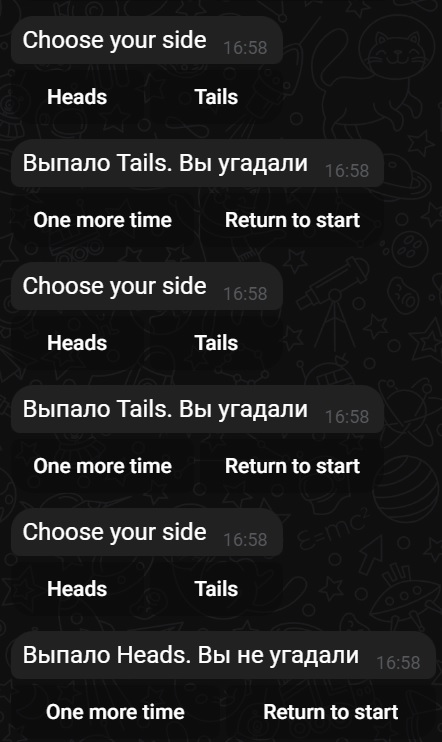 Choose your side 16:58
Heads Tails
Выпало Tails. Вы угадали 16:58
One more time Return to start
Choose your side 16:58
Heads Tails
Выпало Tails. Вы угадали 16:58
One more time Return to start
E=mc²
Choose your side 16:58
Heads Tails
Выпало Heads. Вы не угадали 16:58
One more time Return to start